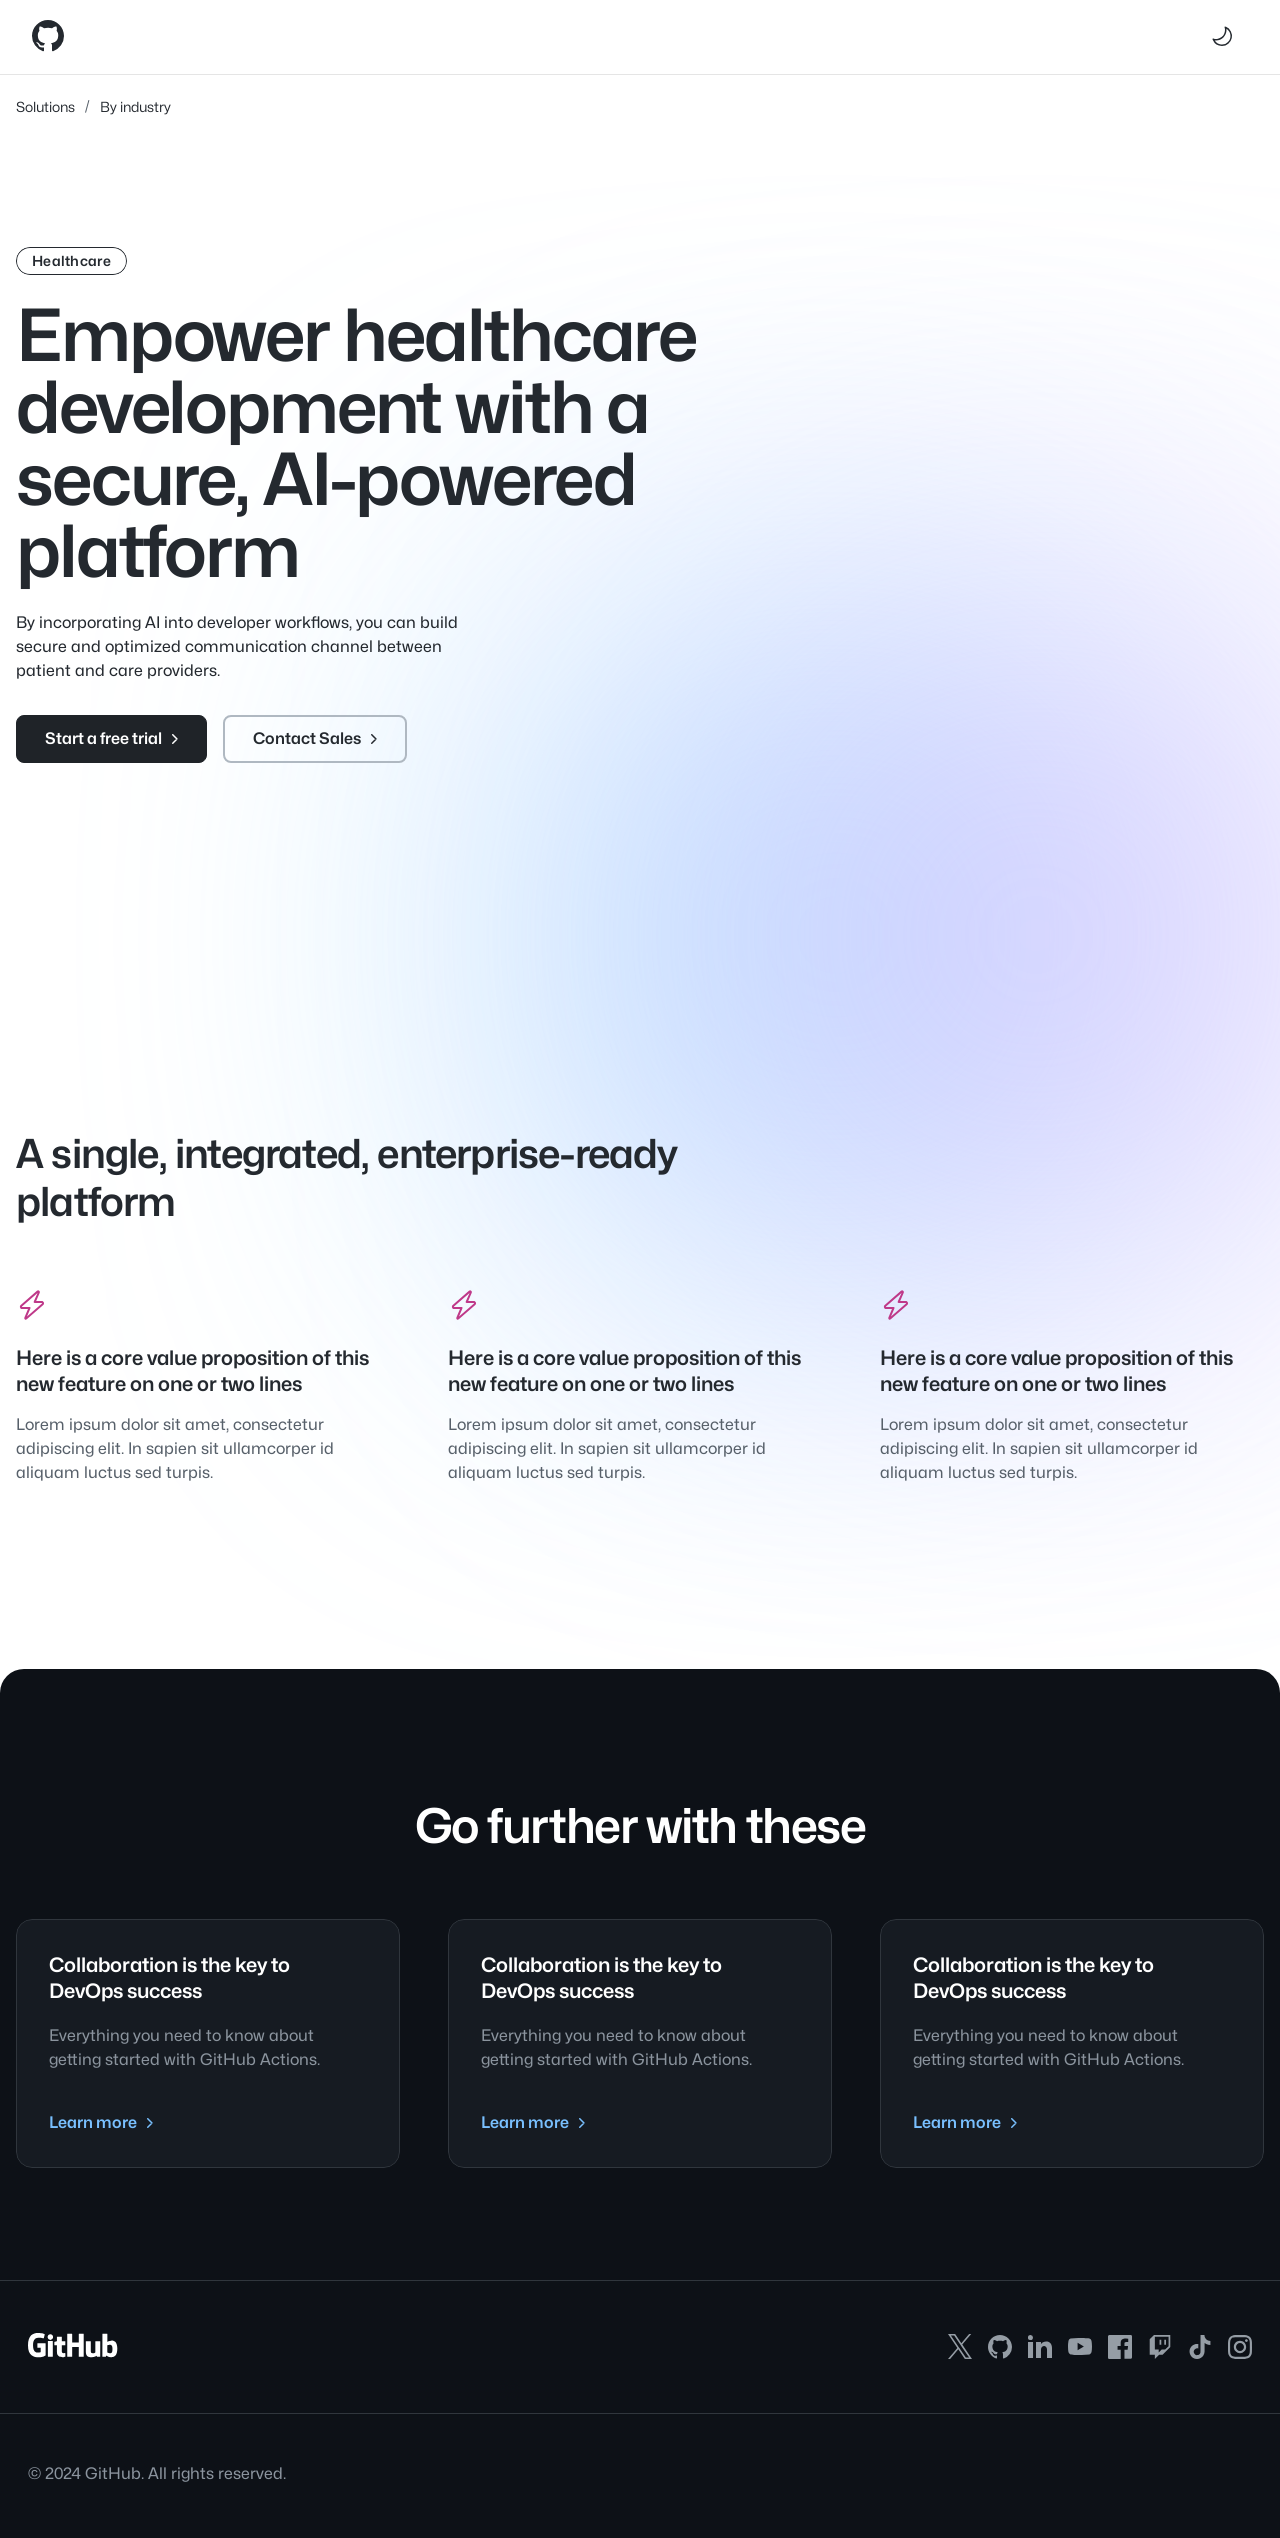 Solutions / By industry
Healthcare
Empower healthcare
development with a
secure, AI-powered
platform
By incorporating AI into developer workflows, you can build
secure and optimized communication channel between
patient and care providers.
Start a free trial
Contact Sales
A single, integrated, enterprise-ready
platform
Here is a core value proposition of this
new feature on one or two lines
Lorem ipsum dolor sit amet, consectetur
adipiscing elit. In sapien sit ullamcorper id
aliquam luctus sed turpis.
Here is a core value proposition of this
new feature on one or two lines
Lorem ipsum dolor sit amet, consectetur
adipiscing elit. In sapien sit ullamcorper id
aliquam luctus sed turpis.
Here is a core value proposition of this
new feature on one or two lines
Lorem ipsum dolor sit amet, consectetur
adipiscing elit. In sapien sit ullamcorper id
aliquam luctus sed turpis.
Go further with these
Collaboration is the key to
DevOps success
Everything you need to know about
getting started with GitHub Actions.
Learn more
Collaboration is the key to
DevOps success
Everything you need to know about
getting started with GitHub Actions.
Learn more
Collaboration is the key to
DevOps success
Everything you need to know about
getting started with GitHub Actions.
Learn more
GitHub
© 2024 GitHub. All rights reserved.